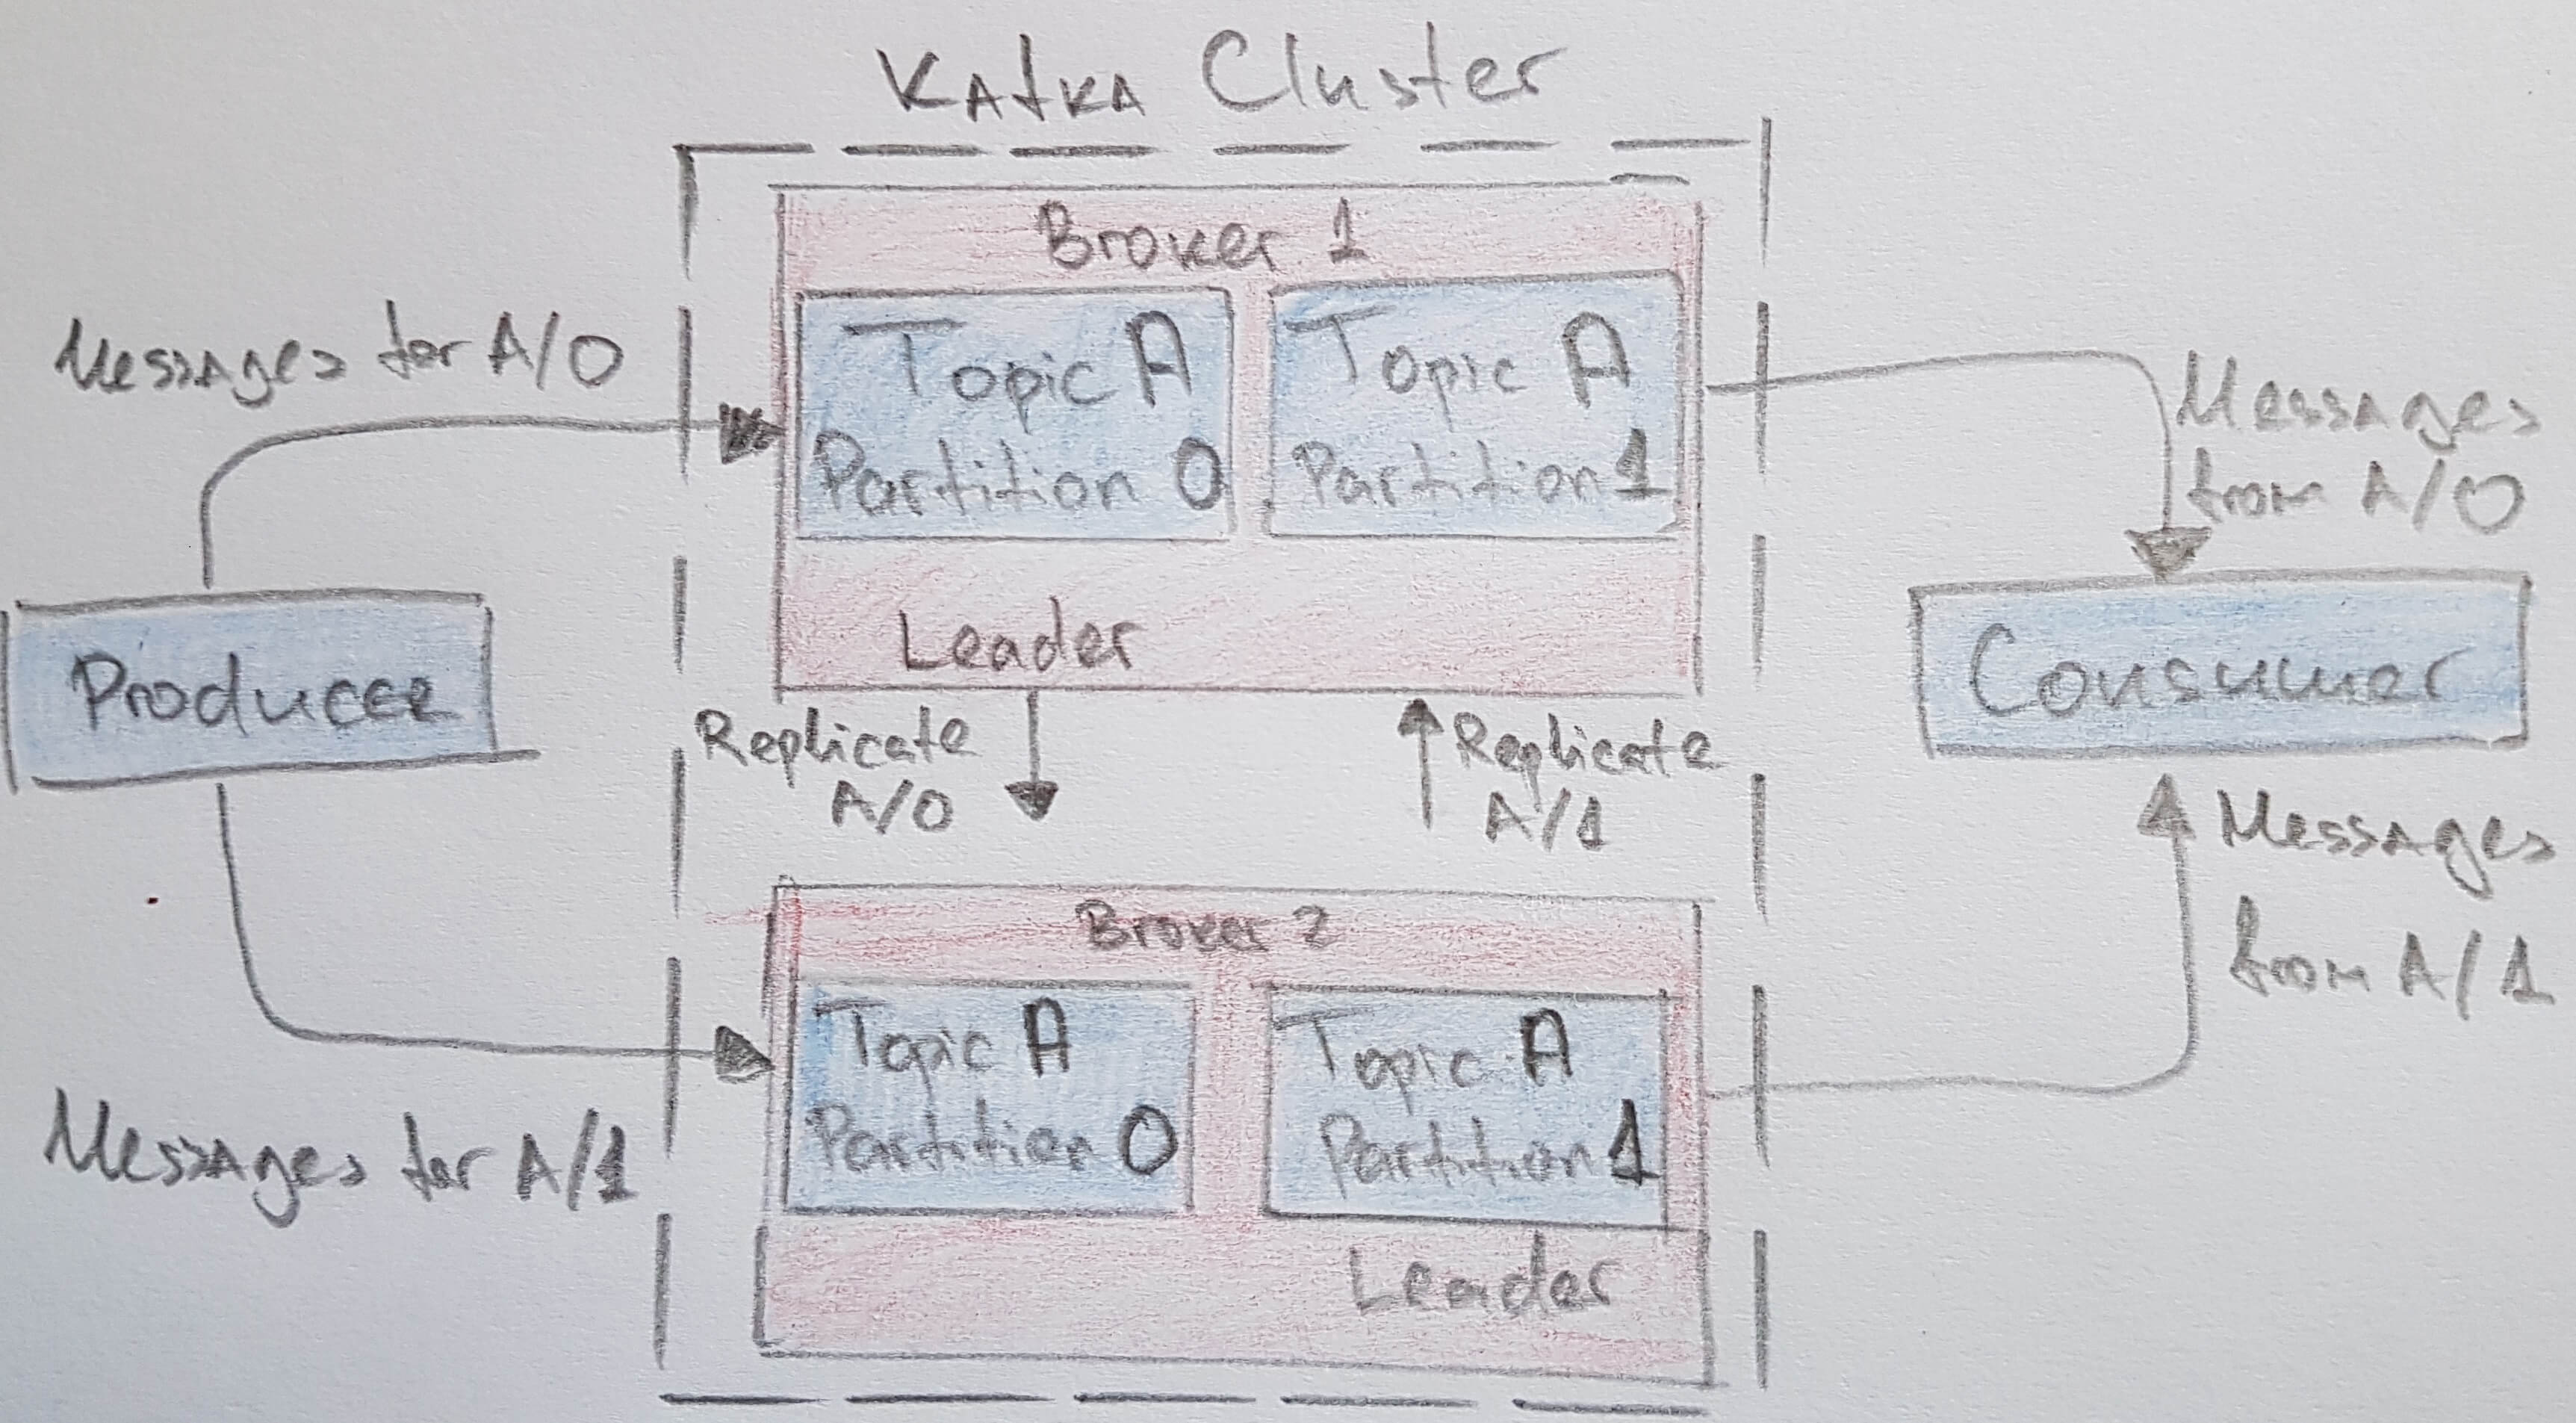 Kafka Cluster
Broker 1
Topic A
Partition 0
Topic A
Partition 1
Leader
Messages for A/0
Producer
Messages for A/1
Replicate
A/0
Replicate
A/1
Broker 2
Topic A
Partition 0
Topic A
Partition 1
Leader
Messages
from A/0
Consumer
Messages
from A/1